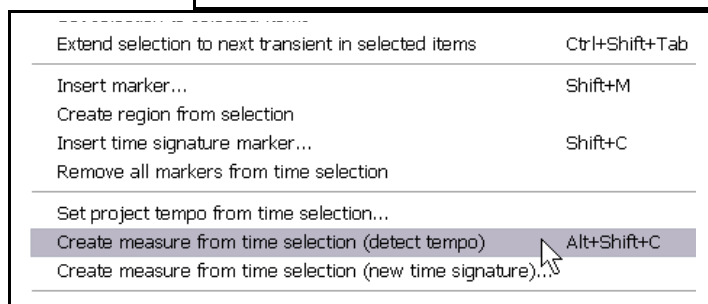 Extend selection to next transient in selected items Ctrl+Shift+Tab
Insert marker... Shift+M
Create region from selection
Insert time signature marker... Shift+C
Remove all markers from time selection
Set project tempo from time selection...
Create measure from time selection (detect tempo) Alt+Shift+C
Create measure from time selection (new time signature)...